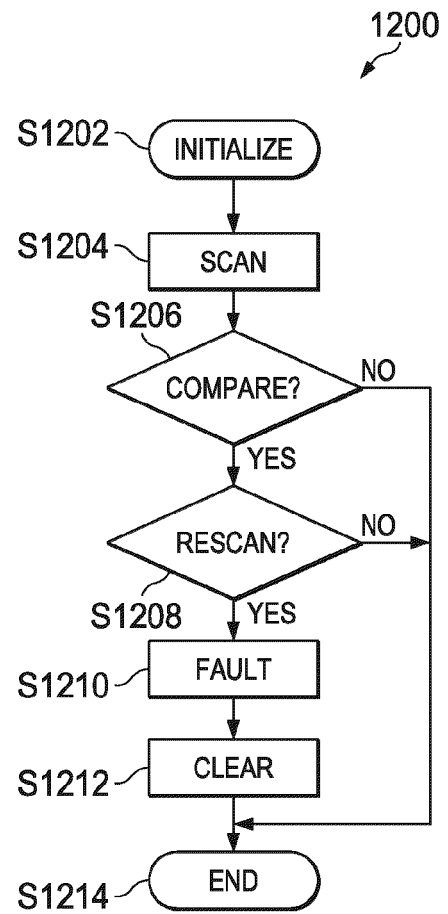 1200
S1202
INITIALIZE
S1204
SCAN
S1206
COMPARE?
NO
YES
RESCAN?
NO
S1208
YES
S1210
FAULT
S1212
CLEAR
S1214
END